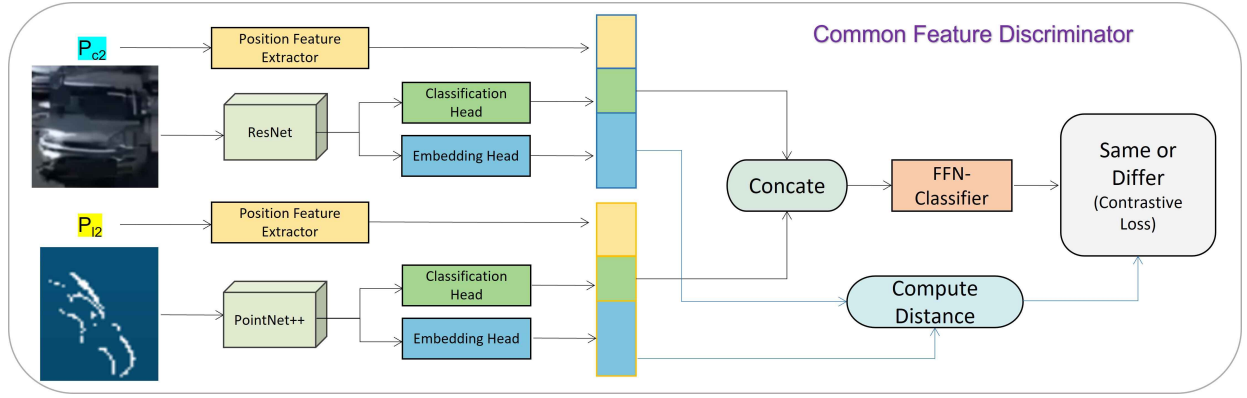 Common Feature Discriminator
Pc2
Position Feature
Extractor
ResNet
Classification
Head
Embedding Head
Pl2
Position Feature
Extractor
PointNet++
Classification
Head
Embedding Head
Concate
FFN-
Classifier
Same or
Differ
(Contrastive
Loss)
Compute
Distance